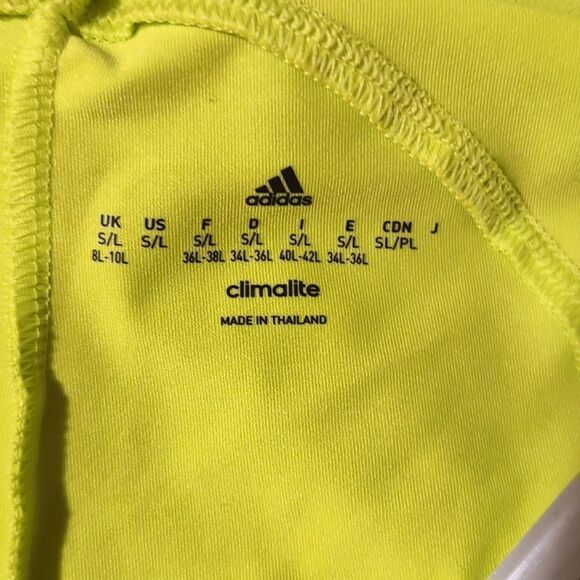 adidas
UK US F D I E CDN J
S/L S/L S/L S/L S/L S/L SL/PL
8L-10L 36L-38L 34L-36L 40L-42L 34L-36L
climalite
MADE IN THAILAND